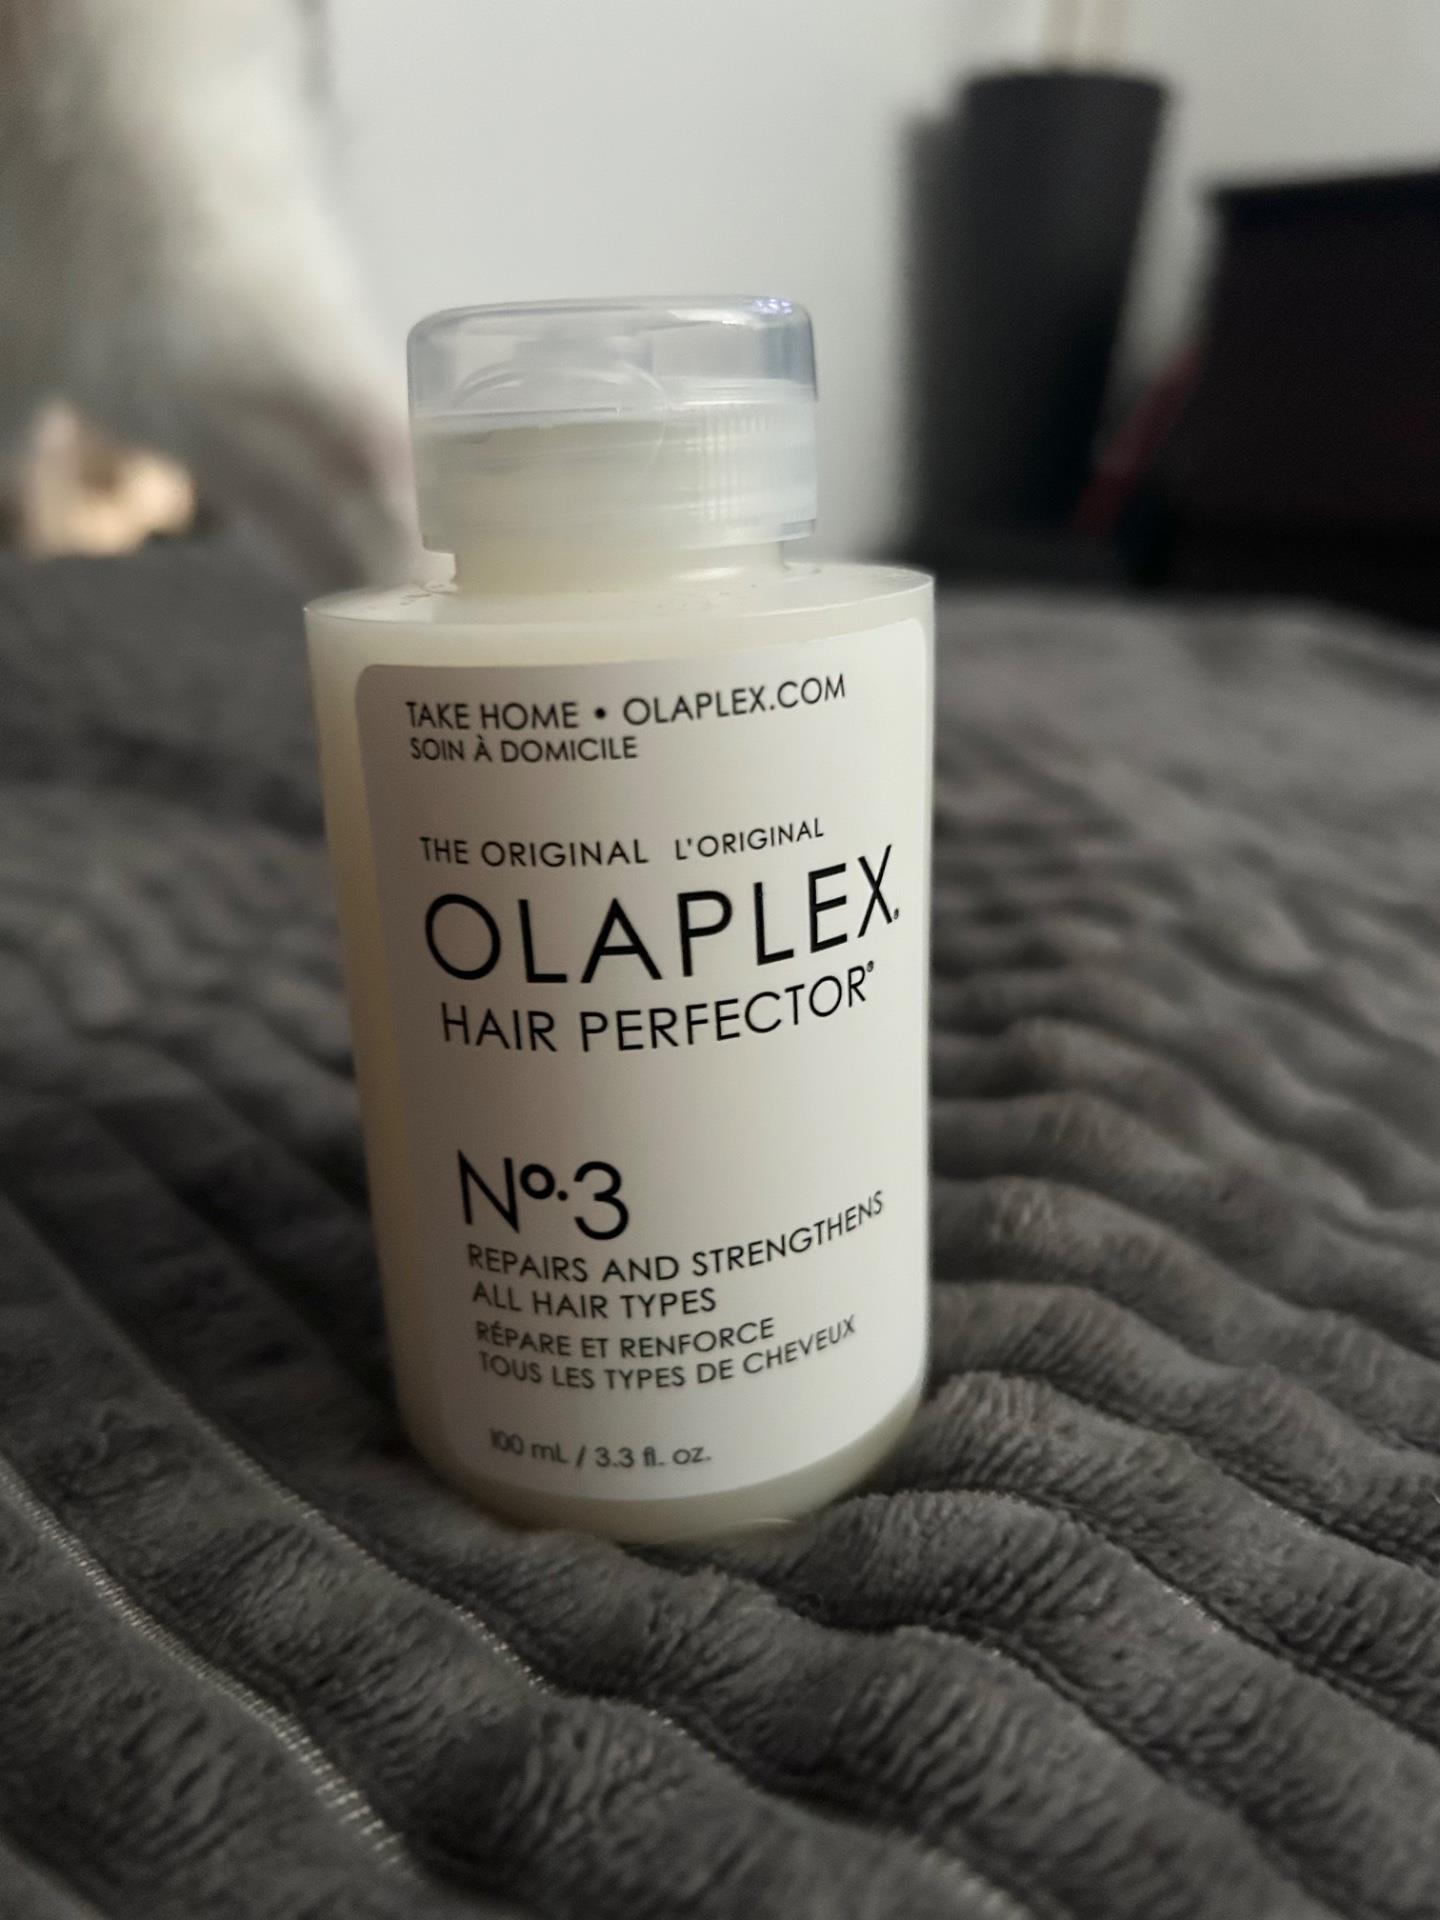 TAKE HOME • OLAPLEX.COM
SOIN À DOMICILE
THE ORIGINAL L'ORIGINAL
OLAPLEX®
HAIR PERFECTOR®
Nº.3
REPAIRS AND STRENGTHENS
ALL HAIR TYPES
RÉPARE ET RENFORCE
TOUS LES TYPES DE CHEVEUX
100 mL / 3.3 fl. oz.